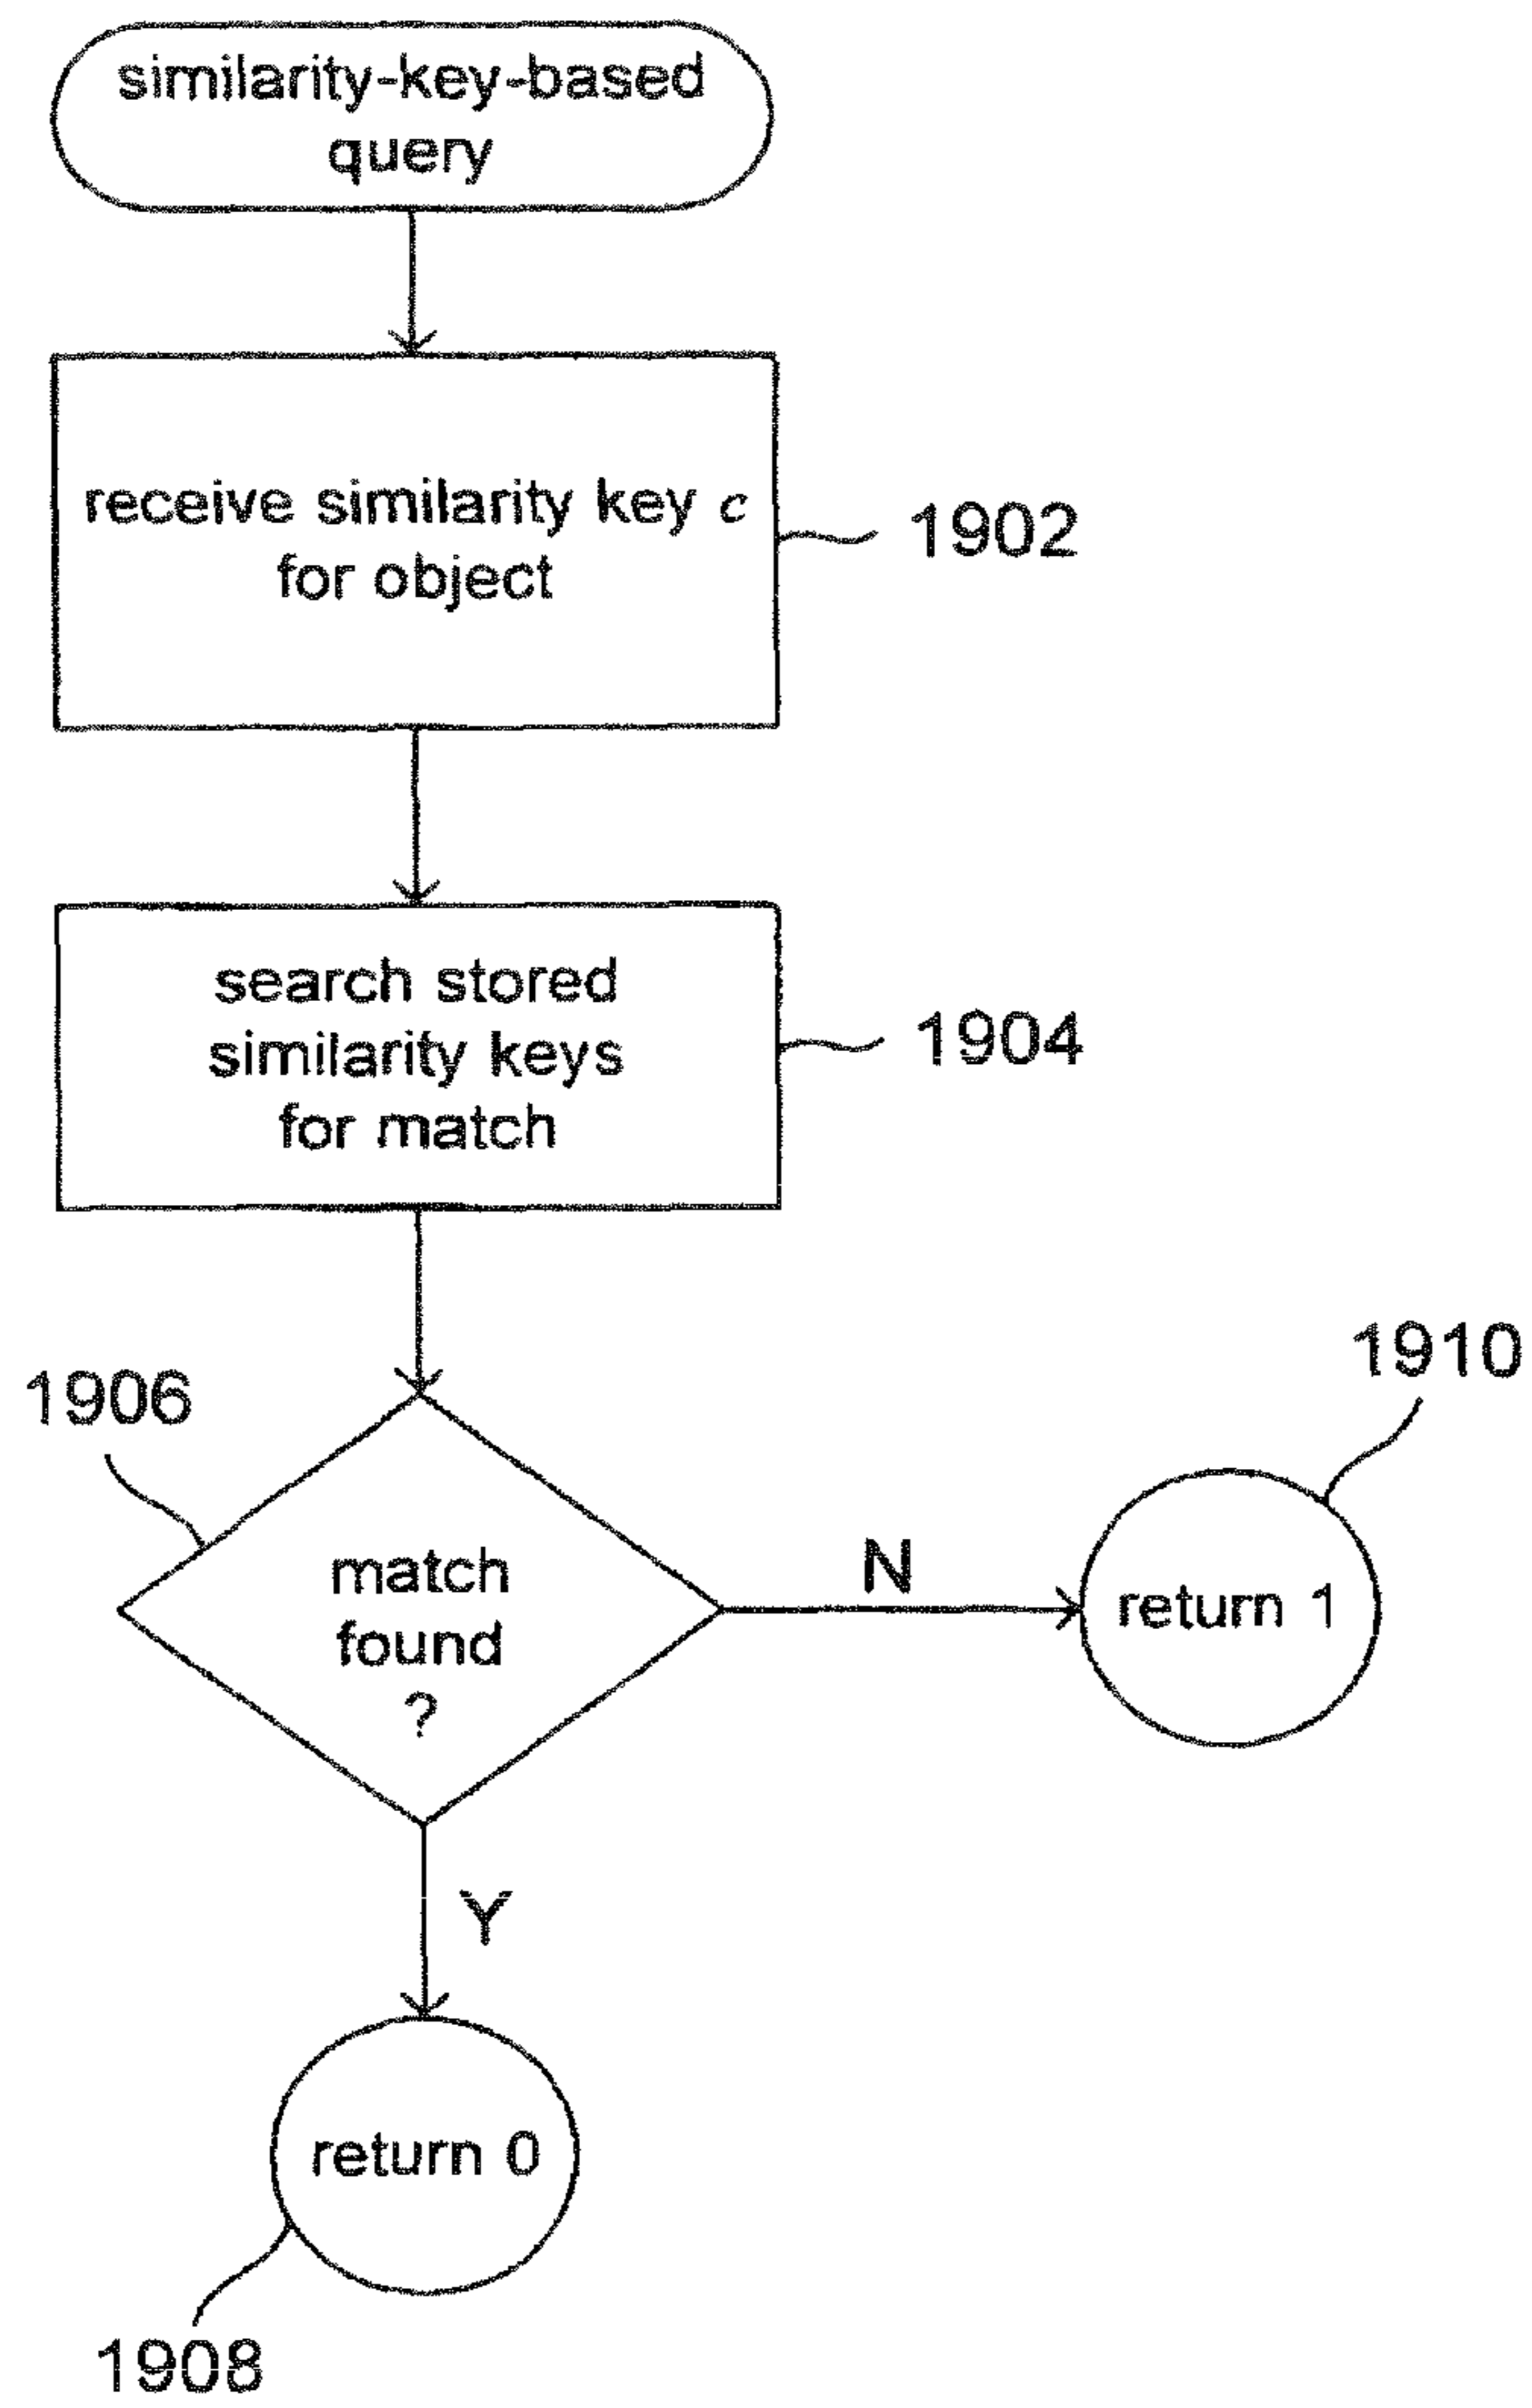 similarity-key-based
query
receive similarity key c
for object
1902
search stored
similarity keys
for match
1904
1906
match
found
?
N
1910
return 1
Y
return 0
1908